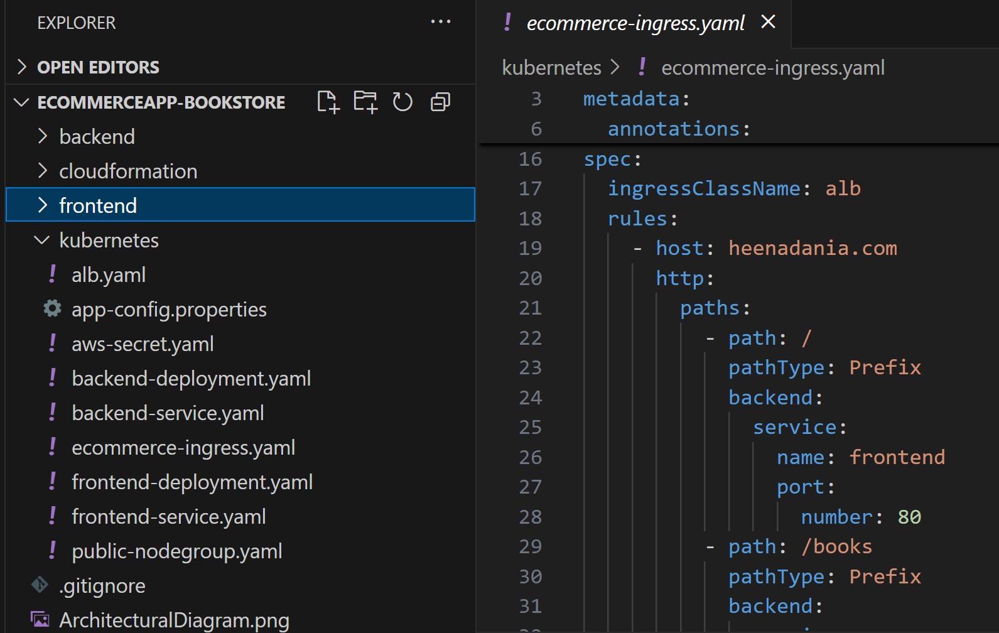 EXPLORER
OPEN EDITORS
ECOMMERCEAPP-BOOKSTORE
backend
cloudformation
frontend
kubernetes
alb.yaml
app-config.properties
aws-secret.yaml
backend-deployment.yaml
backend-service.yaml
ecommerce-ingress.yaml
frontend-deployment.yaml
frontend-service.yaml
public-nodegroup.yaml
.gitignore
ArchitecturalDiagram.png
ecommerce-ingress.yaml
kubernetes > ecommerce-ingress.yaml
3 metadata:
6 annotations:
16 spec:
17 ingressClassName: alb
18 rules:
19 - host: heenadania.com
20 http:
21 paths:
22 - path: /
23 pathType: Prefix
24 backend:
25 service:
26 name: frontend
27 port:
28 number: 80
29 - path: /books
30 pathType: Prefix
31 backend: